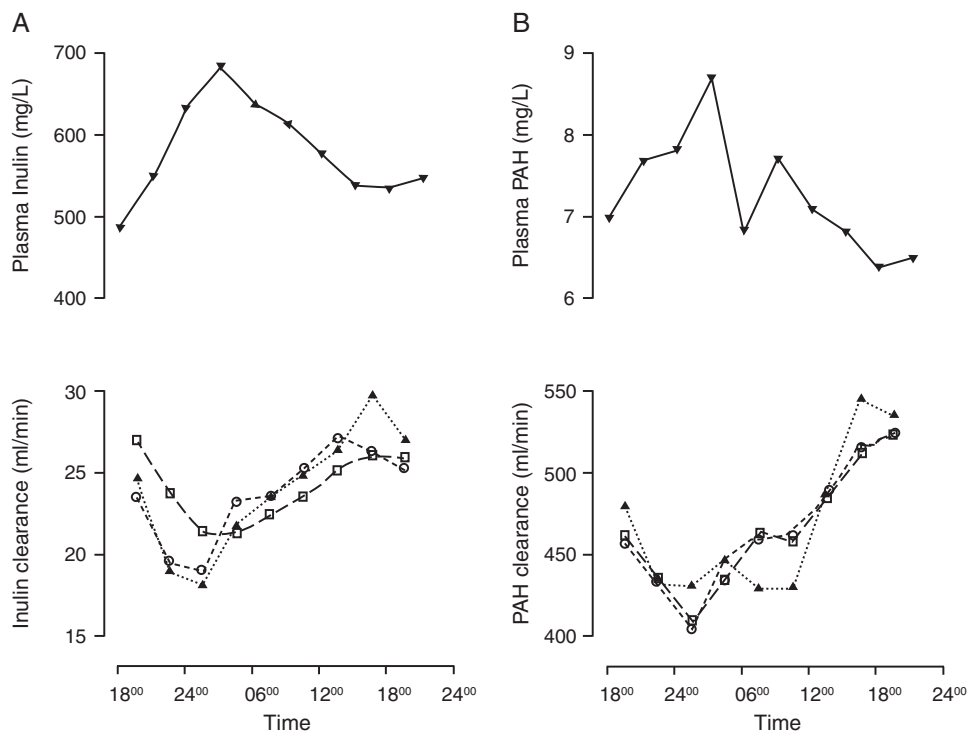 A
Plasma Inulin (mg/L)
700
600
500
400
B
Plasma PAH (mg/L)
9
8
7
6
Inulin clearance (ml/min)
30
25
20
15
18⁰⁰ 24⁰⁰ 06⁰⁰ 12⁰⁰ 18⁰⁰ 24⁰⁰
Time
PAH clearance (ml/min)
550
500
450
400
18⁰⁰ 24⁰⁰ 06⁰⁰ 12⁰⁰ 18⁰⁰ 24⁰⁰
Time